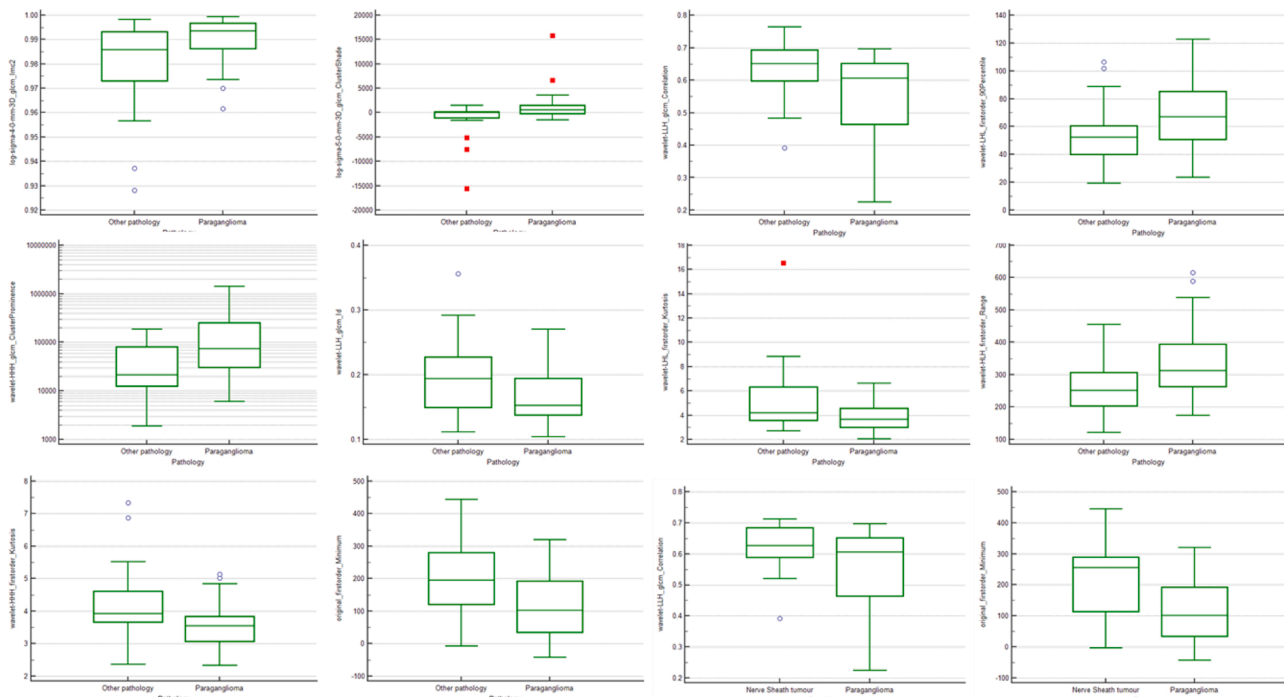 log-sigma-4-0-mm-3D_glcm_Imc2
1.00
0.99
0.98
0.97
0.96
0.95
0.94
0.93
0.92
Other pathology Paraganglioma
Pathology
log-sigma-5-0-mm-3D_glcm_ClusterShade
20000
15000
10000
5000
0
-5000
-10000
-15000
-20000
Other pathology Paraganglioma
Pathology
wavelet-LLH_glcm_Correlation
0.8
0.7
0.6
0.5
0.4
0.3
0.2
Other pathology Paraganglioma
Pathology
wavelet-LHL_firstorder_90Percentile
140
120
100
80
60
40
20
0
Other pathology Paraganglioma
Pathology
wavelet-HHH_glcm_ClusterProminence
10000000
1000000
100000
10000
1000
Other pathology Paraganglioma
Pathology
wavelet-LLH_glcm_Id
0.4
0.3
0.2
0.1
Other pathology Paraganglioma
Pathology
wavelet-LHL_firstorder_Kurtosis
18
16
14
12
10
8
6
4
2
Other pathology Paraganglioma
Pathology
wavelet-HLH_firstorder_Range
700
600
500
400
300
200
100
Other pathology Paraganglioma
Pathology
wavelet-HHH_firstorder_Kurtosis
8
7
6
5
4
3
2
Other pathology Paraganglioma
Pathology
original_firstorder_Minimum
500
400
300
200
100
0
-100
Other pathology Paraganglioma
Pathology
wavelet-LLH_glcm_Correlation
0.8
0.7
0.6
0.5
0.4
0.3
0.2
Nerve Sheath tumour Paraganglioma
original_firstorder_Minimum
500
400
300
200
100
0
-100
Nerve Sheath tumour Paraganglioma